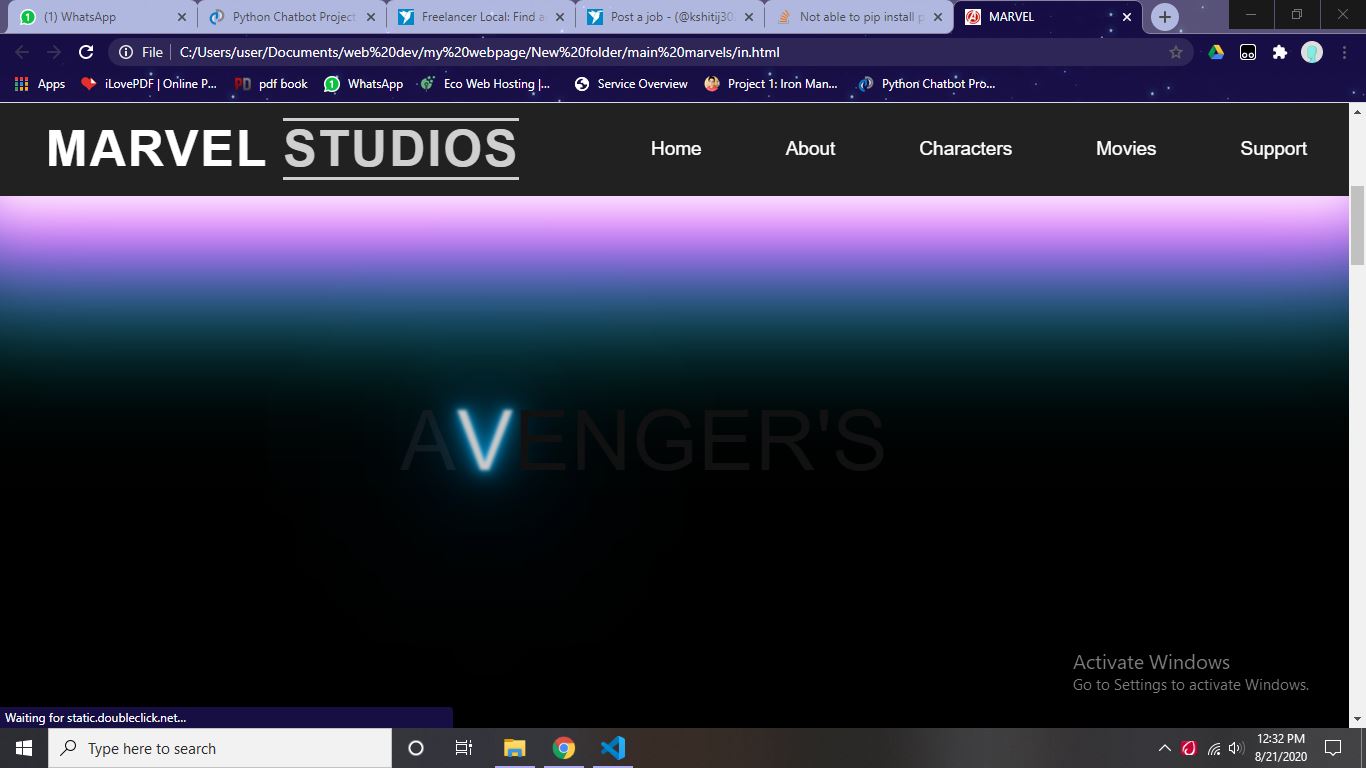 (1) WhatsApp
Python Chatbot Project
Freelancer Local: Find a
Post a job - (@kshitij30
Not able to pip install p
MARVEL
File
C:/Users/user/Documents/web%20dev/my%20webpage/New%20folder/main%20marvels/in.html
Apps
iLovePDF | Online P...
PD
pdf book
WhatsApp
Eco Web Hosting |...
Service Overview
Project 1: Iron Man...
Python Chatbot Pro...
MARVEL STUDIOS
Home
About
Characters
Movies
Support
AVENGER'S
Activate Windows
Go to Settings to activate Windows.
Waiting for static.doubleclick.net...
Type here to search
12:32 PM
8/21/2020